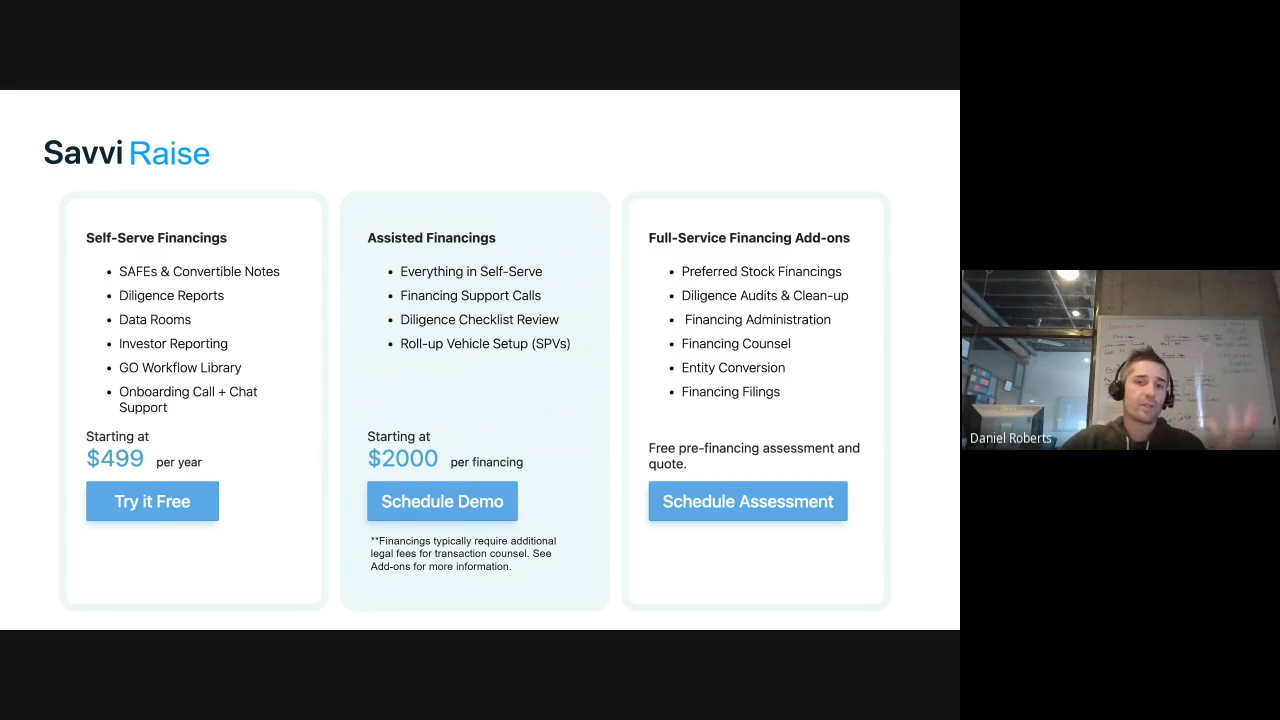 Savvi Raise
Self-Serve Financings
• SAFEs & Convertible Notes
• Diligence Reports
• Data Rooms
• Investor Reporting
• GO Workflow Library
• Onboarding Call + Chat
Support
Starting at
$499 per year
Try it Free
Assisted Financings
• Everything in Self-Serve
• Financing Support Calls
• Diligence Checklist Review
• Roll-up Vehicle Setup (SPVs)
Starting at
$2000 per financing
Schedule Demo
**Financings typically require additional
legal fees for transaction counsel. See
Add-ons for more information.
Full-Service Financing Add-ons
• Preferred Stock Financings
• Diligence Audits & Clean-up
• Financing Administration
• Financing Counsel
• Entity Conversion
• Financing Filings
Free pre-financing assessment and
quote.
Schedule Assessment
Daniel Roberts